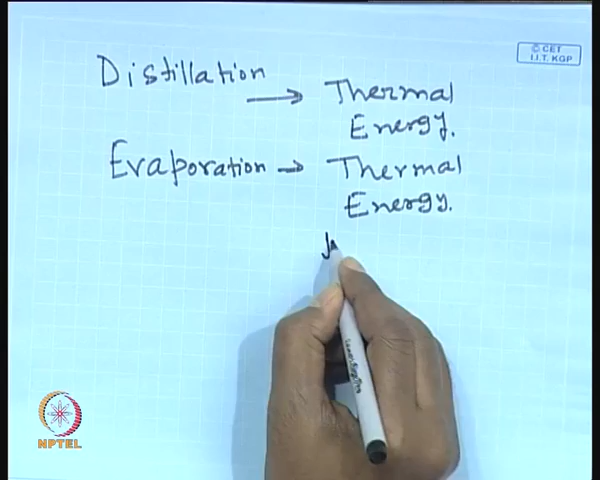 © CET
I.I.T. KGP
Distillation → Thermal
Energy.
Evaporation → Thermal
Energy.
NPTEL